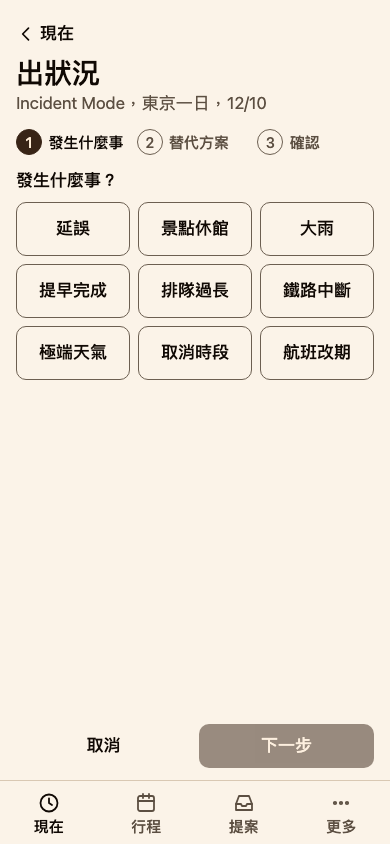 現在
出狀況
Incident Mode，東京一日，12/10
1 發生什麼事 2 替代方案 3 確認
發生什麼事？
延誤 景點休館 大雨
提早完成 排隊過長 鐵路中斷
極端天氣 取消時段 航班改期
取消 下一步
現在 行程 提案 更多